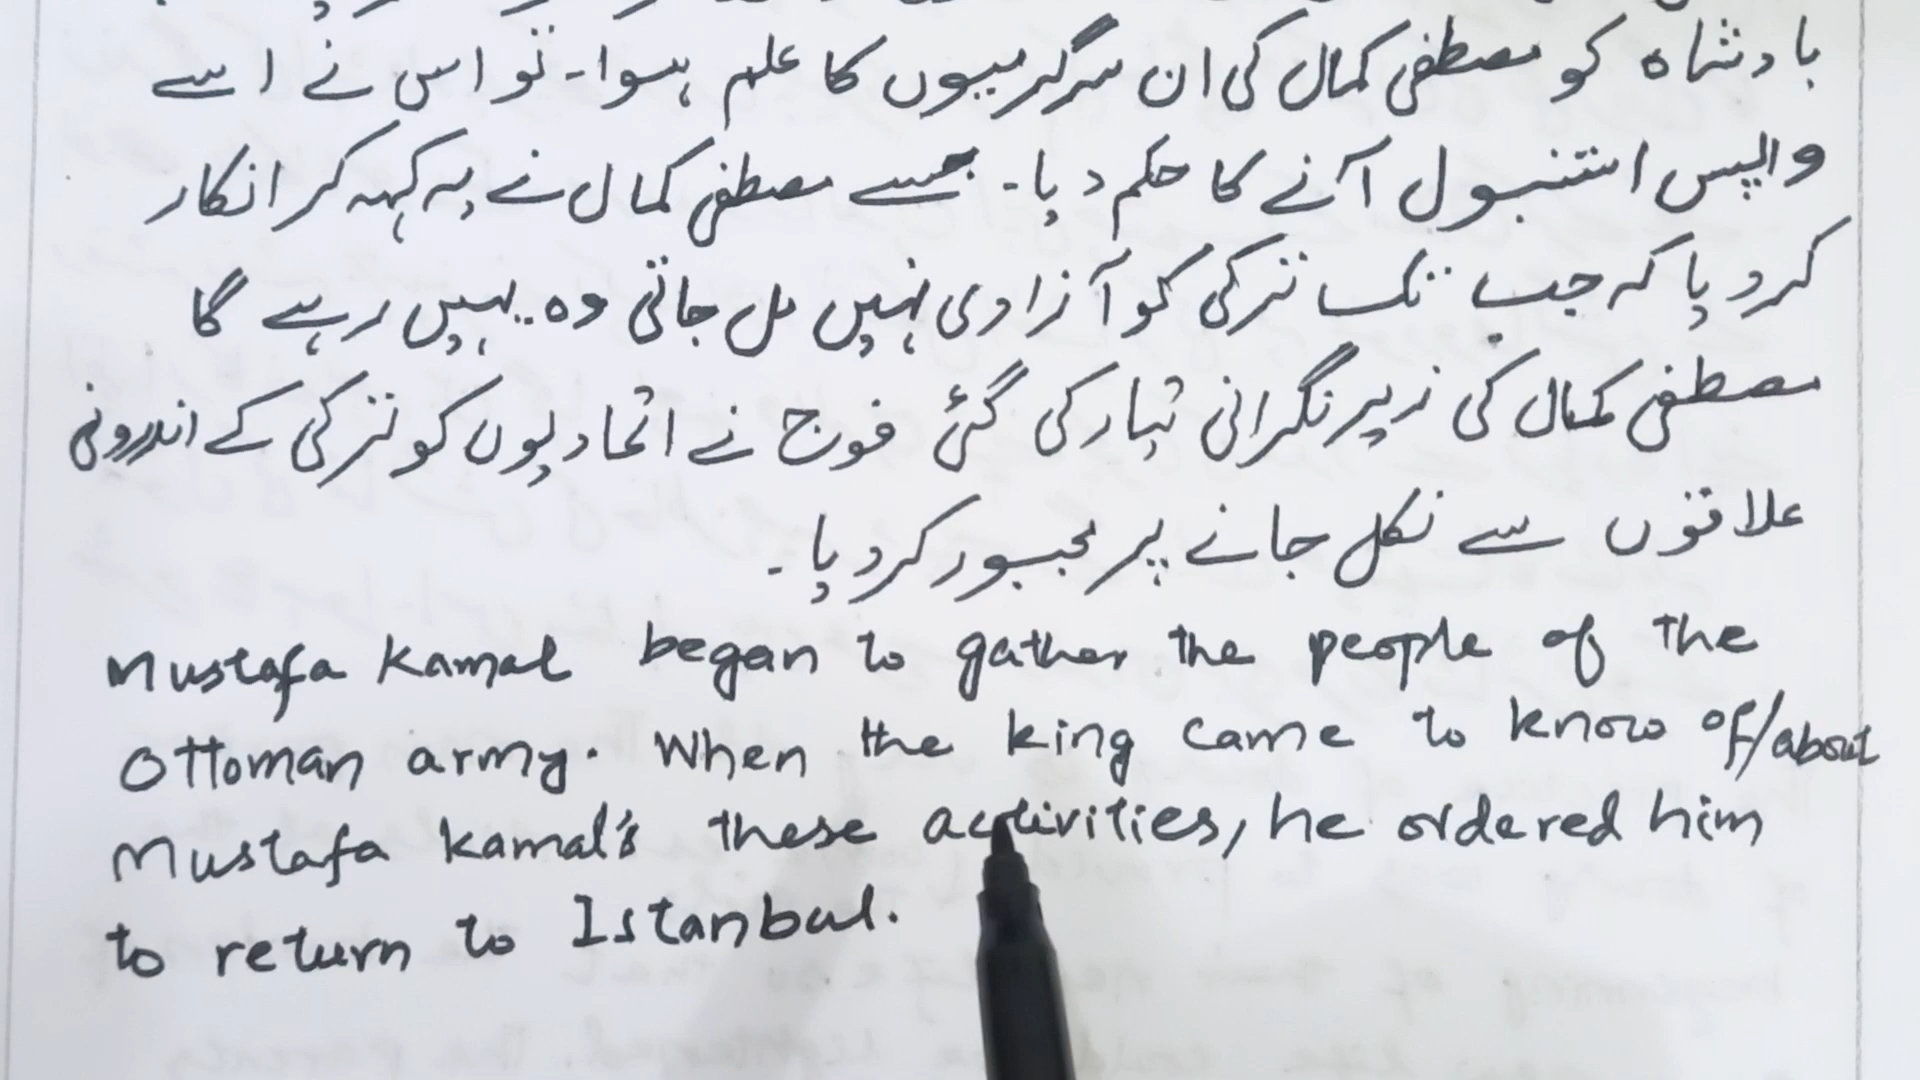 بادشاہ کو مصطفی کمال کی ان سرگرمیوں کا علم ہوا۔ تو اس نے اسے
واپس استنبول آنے کا حکم دیا۔ جسے مصطفی کمال نے یہ کہہ کر انکار
کر دیا کہ جب تک ترکی کو آزادی نہیں مل جاتی وہ یہیں رہے گا
مصطفی کمال کی زیر نگرانی تیار کی گئی فوج نے اتحادیوں کو ترکی کے اندرونی
علاقوں سے نکل جانے پر مجبور کر دیا۔
Mustafa Kamal began to gather the people of the
Ottoman army. When the king came to know of/about
Mustafa Kamal's these activities, he ordered him
to return to Istanbul.